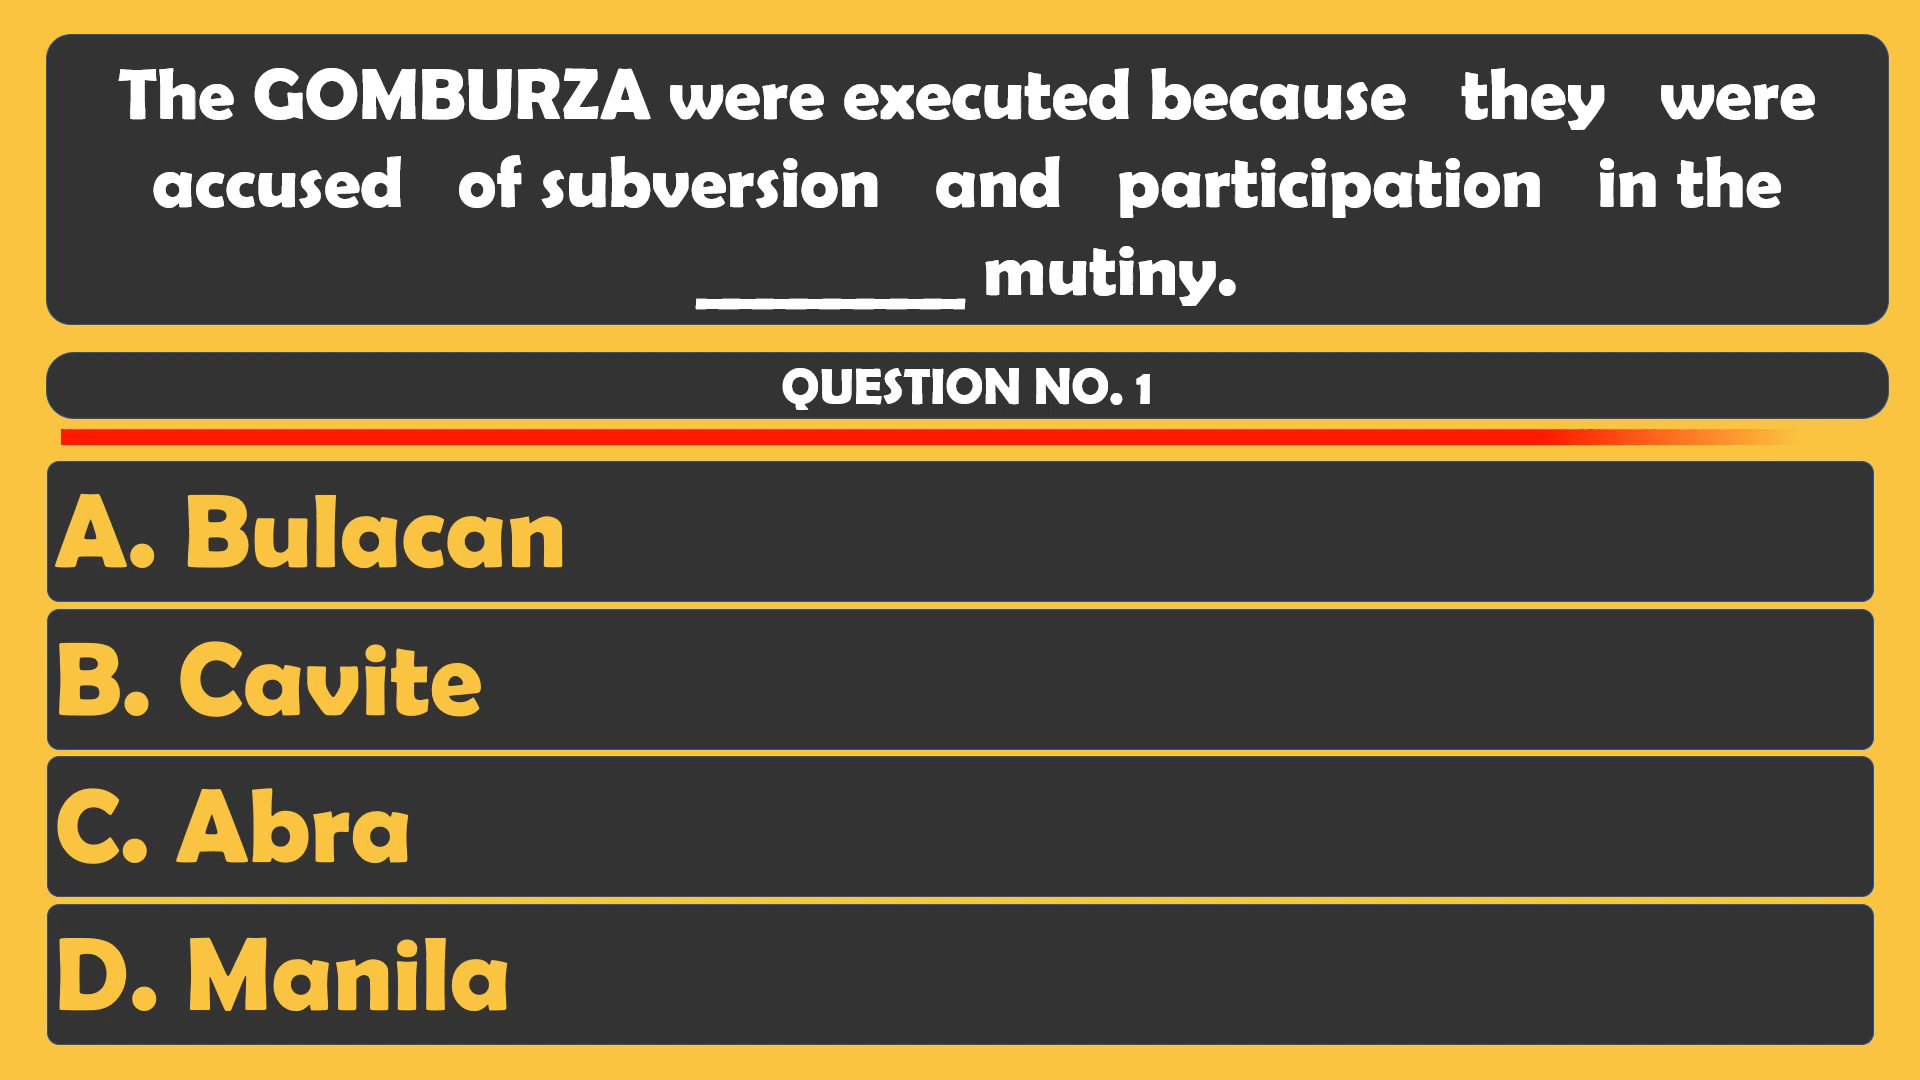 The GOMBURZA were executed because they were
accused of subversion and participation in the
________ mutiny.
QUESTION NO. 1
A. Bulacan
B. Cavite
C. Abra
D. Manila